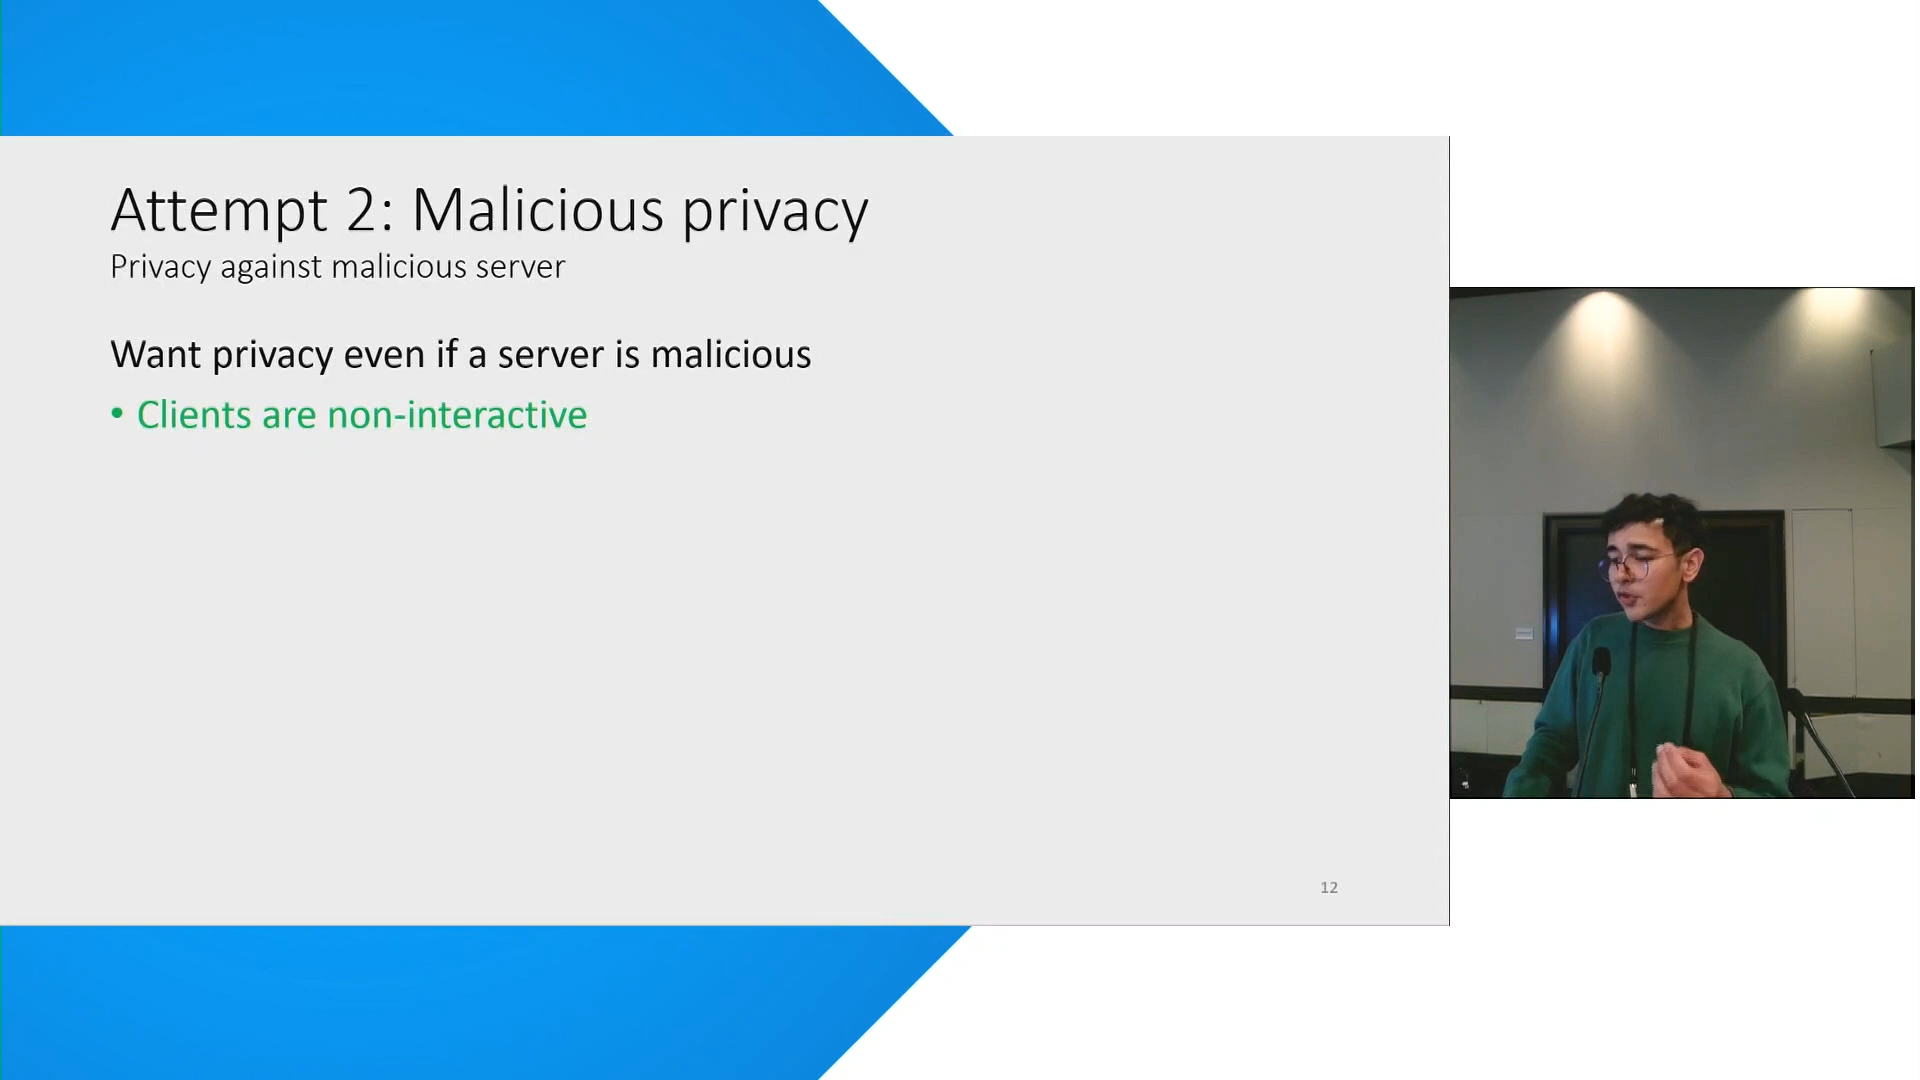 Attempt 2: Malicious privacy
Privacy against malicious server
Want privacy even if a server is malicious
• Clients are non-interactive
12